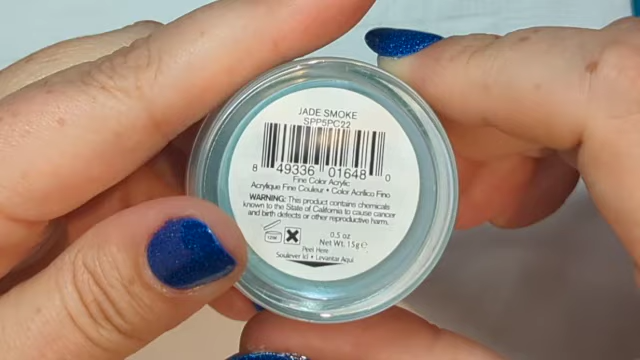 JADE SMOKE
SPP5PC22
8 49336 01648 0
Fine Color Acrylic
Acrylique Fine Couleur • Color Acrílico Fino
WARNING: This product contains chemicals
known to the State of California to cause cancer
and birth defects or other reproductive harm.
0.5 oz
Net Wt. 15g℮
Peel Here
Soulever Ici • Levantar Aquí